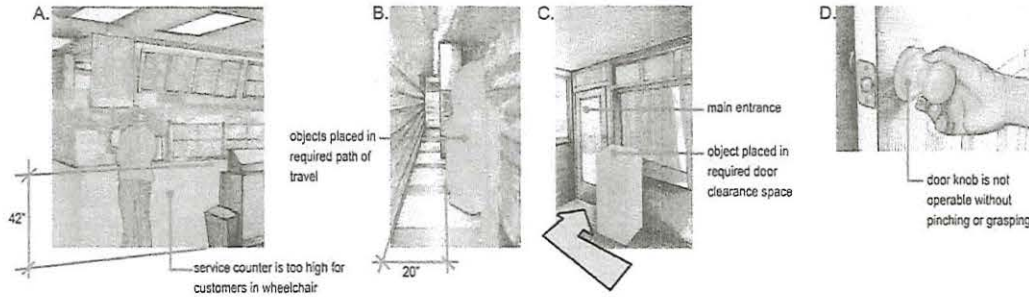 A.
42"
service counter is too high for
customers in wheelchair
B.
objects placed in
required path of
travel
20"
C.
main entrance
object placed in
required door
clearance space
D.
door knob is not
operable without
pinching or grasping